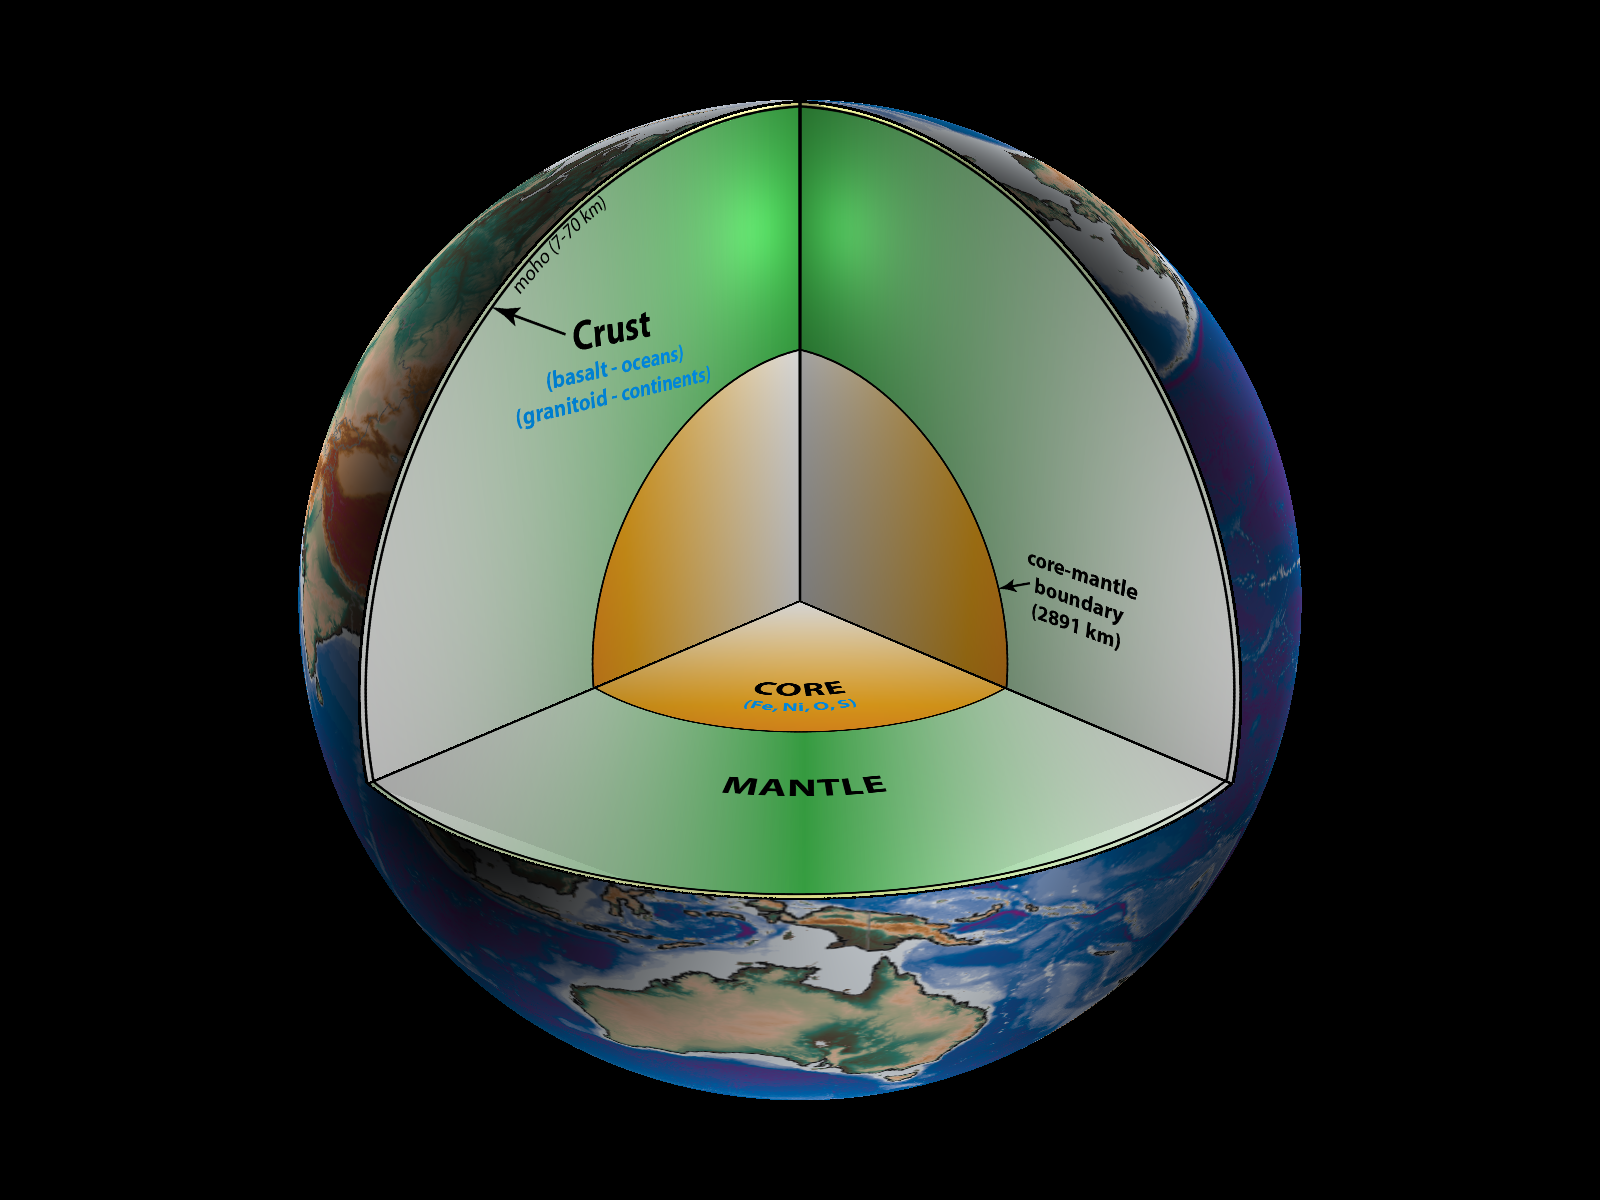 moho (7-70 km)
Crust
(basalt - oceans)
(granitoid - continents)
core-mantle
boundary
(2891 km)
CORE
(Fe, Ni, O, S)
MANTLE